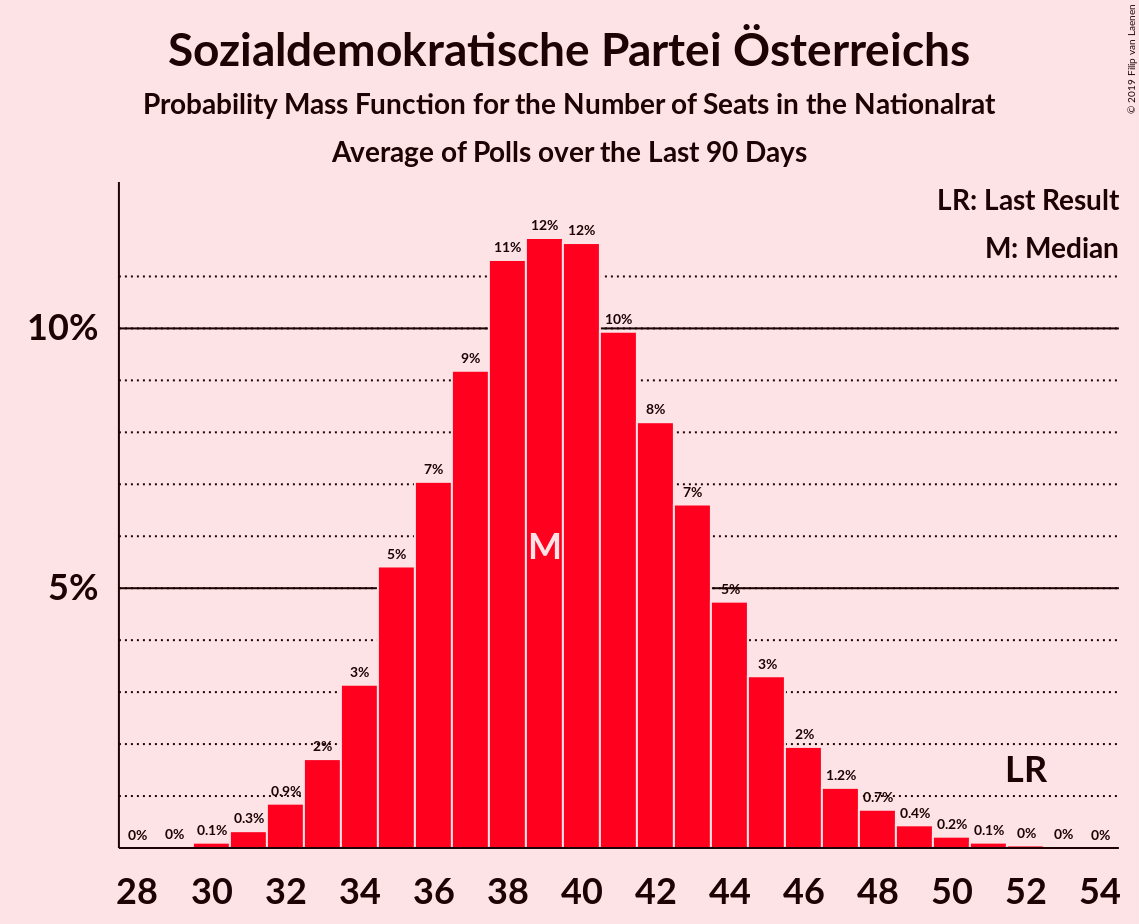 Sozialdemokratische Partei Österreichs
Probability Mass Function for the Number of Seats in the Nationalrat
Average of Polls over the Last 90 Days
© 2019 Filip van Laenen
LR: Last Result
M: Median
10%
5%
0% 0% 0.1% 0.3% 0.9% 2% 3% 5% 7% 9% 11% 12% 12% 10% 8% 7% 5% 3% 2% 1.2% 0.7% 0.4% 0.2% 0.1% 0% 0% 0%
M
LR
28 30 32 34 36 38 40 42 44 46 48 50 52 54